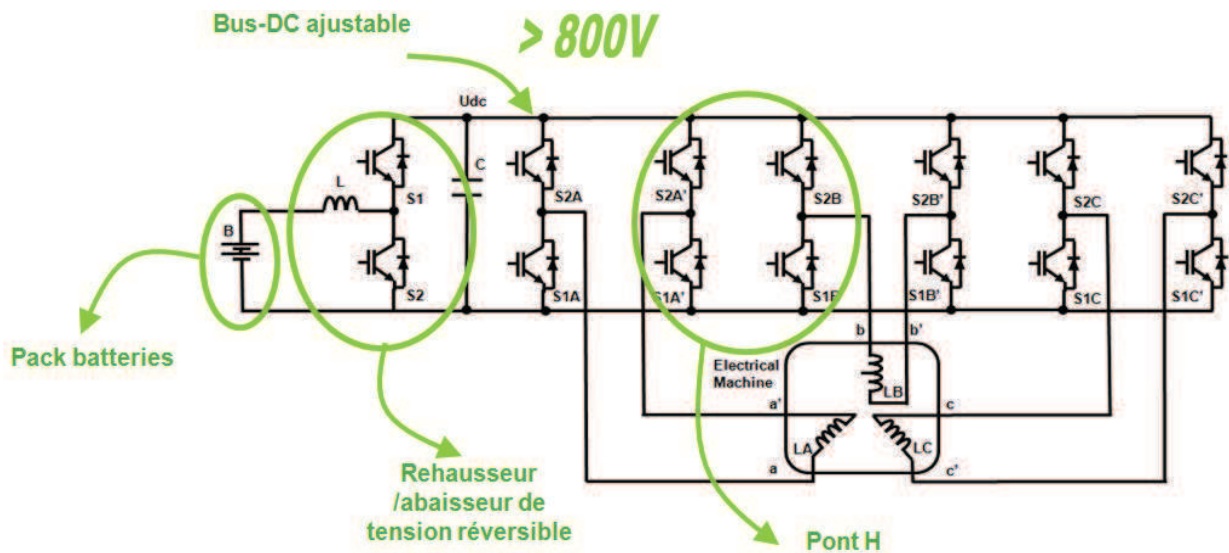 Bus-DC ajustable
> 800V
Udc
L
S1
C
S2A
S2A'
S2B
S2B'
S2C
S2C'
B
S2
S1A
S1A'
S1B
S1B'
S1C
S1C'
Pack batteries
b
b'
Electrical
Machine
LB
a'
c
LA
LC
a
c'
Rehausseur
/abaisseur de
tension réversible
Pont H